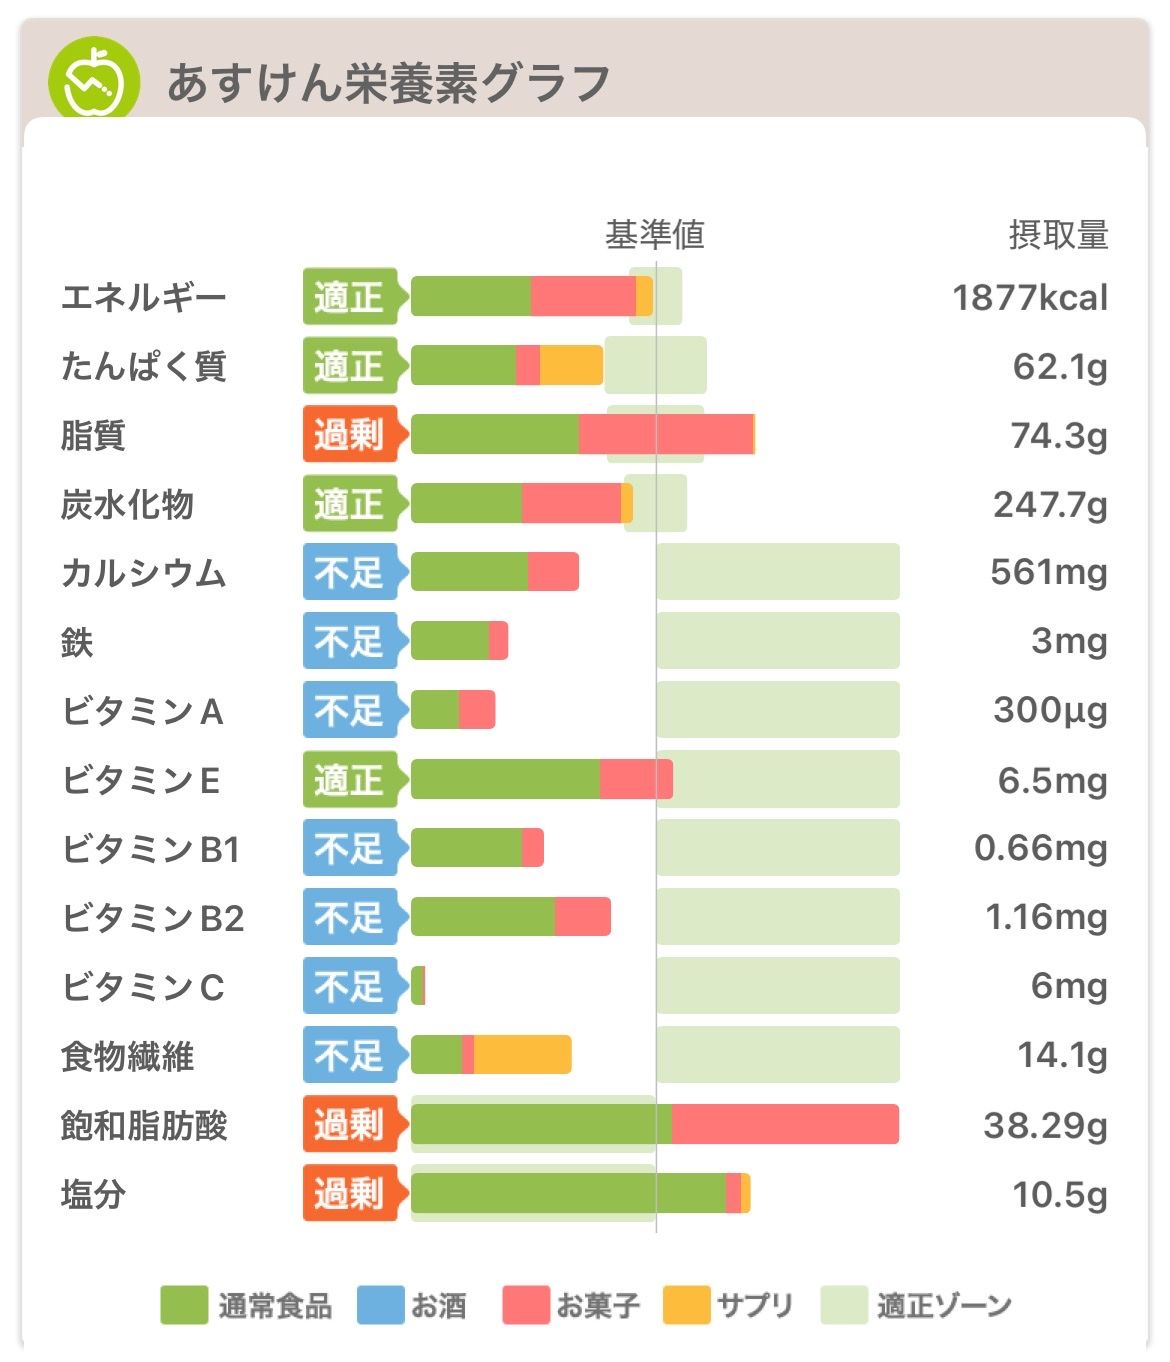 あすけん栄養素グラフ
基準値 摂取量
エネルギー 適正 1877kcal
たんぱく質 適正 62.1g
脂質 過剰 74.3g
炭水化物 適正 247.7g
カルシウム 不足 561mg
鉄 不足 3mg
ビタミンA 不足 300μg
ビタミンE 適正 6.5mg
ビタミンB1 不足 0.66mg
ビタミンB2 不足 1.16mg
ビタミンC 不足 6mg
食物繊維 不足 14.1g
飽和脂肪酸 過剰 38.29g
塩分 過剰 10.5g
通常食品 お酒 お菓子 サプリ 適正ゾーン